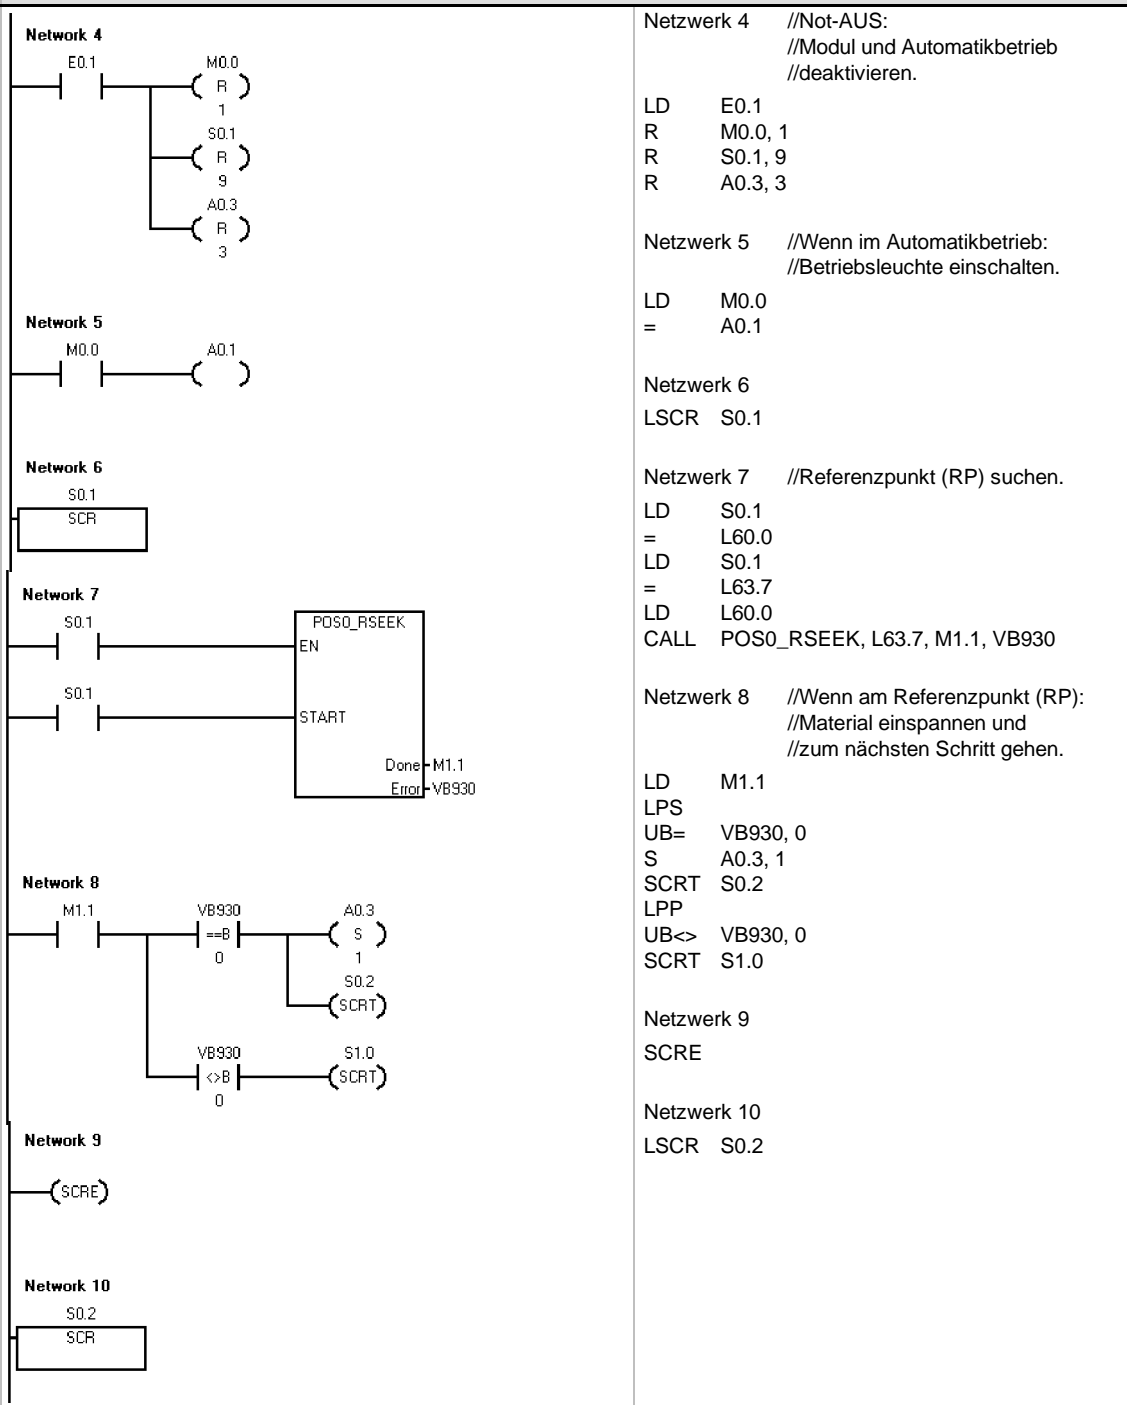 Network 4
E0.1
M0.0
R
1
S0.1
R
9
A0.3
R
3
Network 5
M0.0
A0.1
Network 6
S0.1
SCR
Network 7
S0.1
POS0_RSEEK
EN
S0.1
START
Done M1.1
Error VB930
Network 8
M1.1
VB930
==B
0
A0.3
S
1
S0.2
SCRT
VB930
<>B
0
S1.0
SCRT
Network 9
SCRE
Network 10
S0.2
SCR
Netzwerk 4 //Not-AUS:
//Modul und Automatikbetrieb
//deaktivieren.
LD E0.1
R M0.0, 1
R S0.1, 9
R A0.3, 3
Netzwerk 5 //Wenn im Automatikbetrieb:
//Betriebsleuchte einschalten.
LD M0.0
= A0.1
Netzwerk 6
LSCR S0.1
Netzwerk 7 //Referenzpunkt (RP) suchen.
LD S0.1
= L60.0
LD S0.1
= L63.7
LD L60.0
CALL POS0_RSEEK, L63.7, M1.1, VB930
Netzwerk 8 //Wenn am Referenzpunkt (RP):
//Material einspannen und
//zum nächsten Schritt gehen.
LD M1.1
LPS
UB= VB930, 0
S A0.3, 1
SCRT S0.2
LPP
UB<> VB930, 0
SCRT S1.0
Netzwerk 9
SCRE
Netzwerk 10
LSCR S0.2